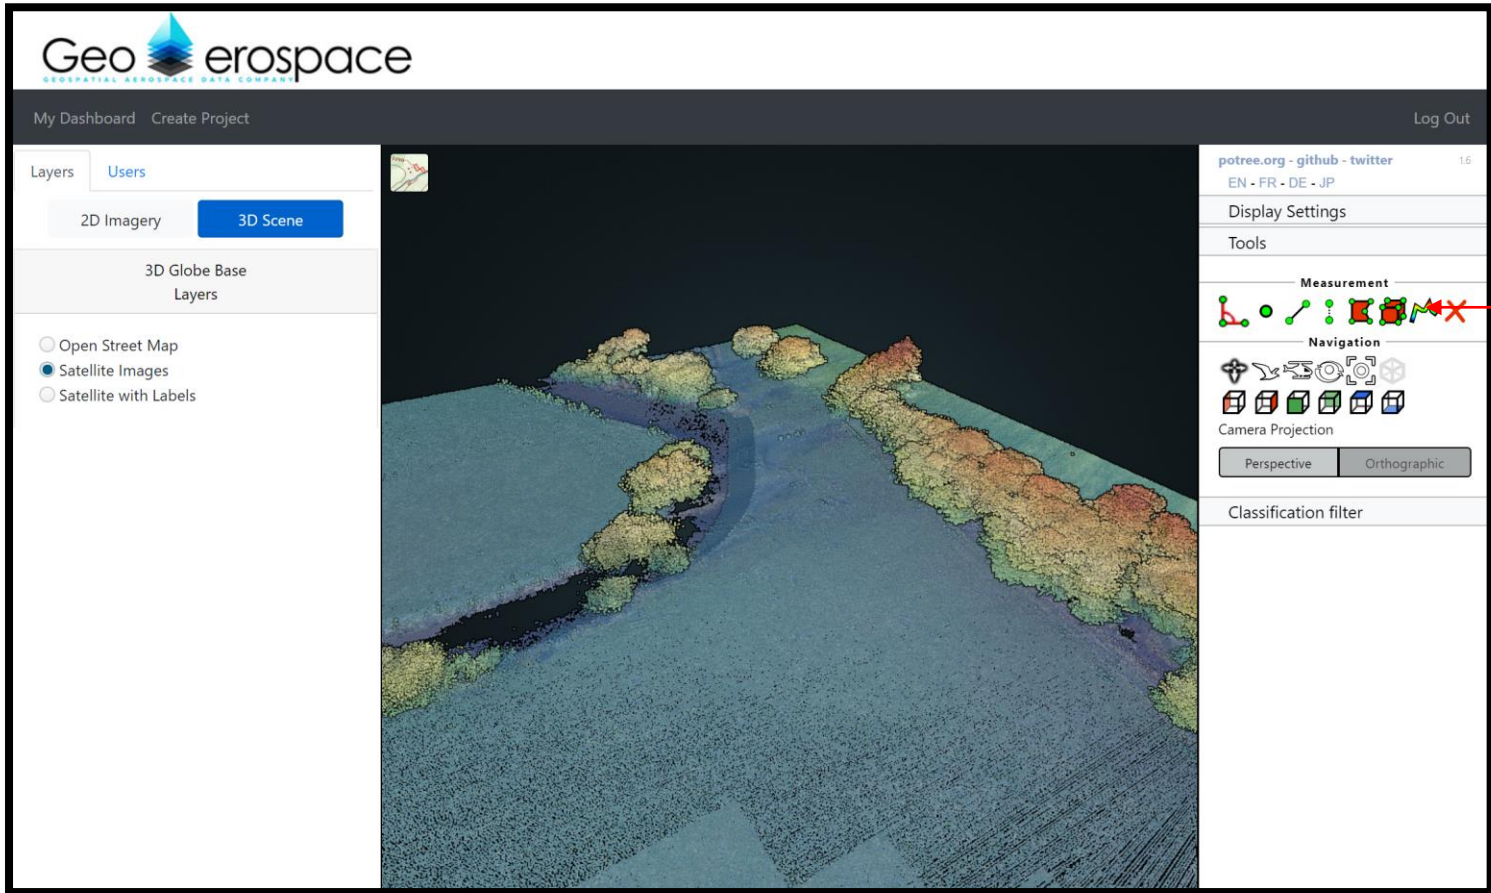 Geo erospace
GEOSPATIAL AEROSPACE DATA COMPANY
My Dashboard Create Project Log Out
Layers Users
2D Imagery 3D Scene
3D Globe Base
Layers
Open Street Map
Satellite Images
Satellite with Labels
potree.org - github - twitter 1.6
EN - FR - DE - JP
Display Settings
Tools
Measurement
Navigation
Camera Projection
Perspective Orthographic
Classification filter